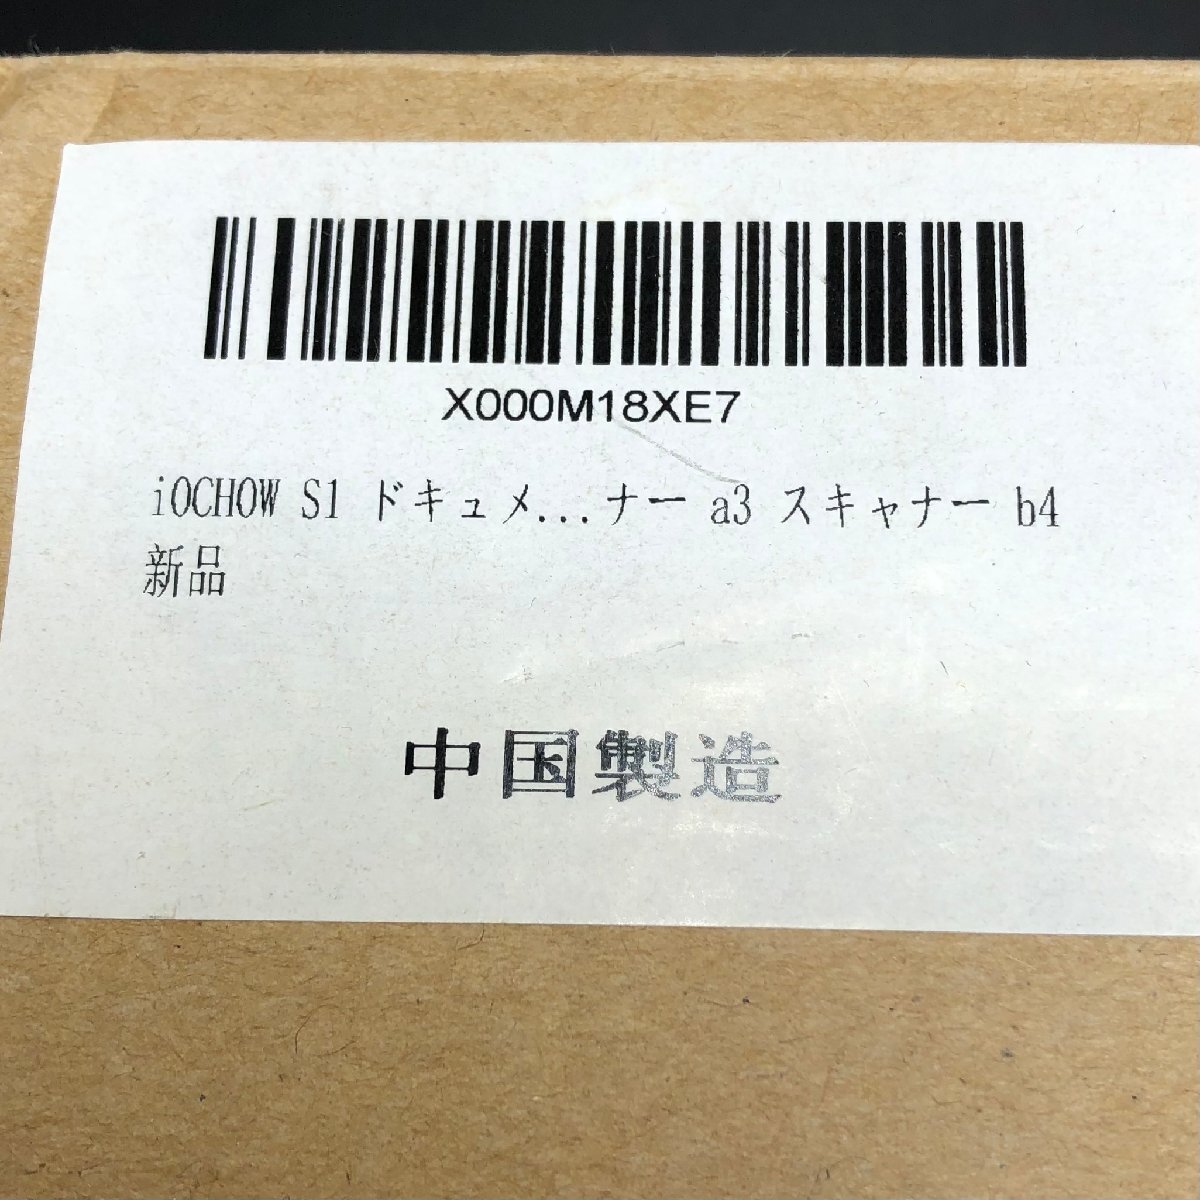 X000M18XE7
iOCHOW S1 ドキュメ...ナー a3 スキャナー b4
新品
中国製造